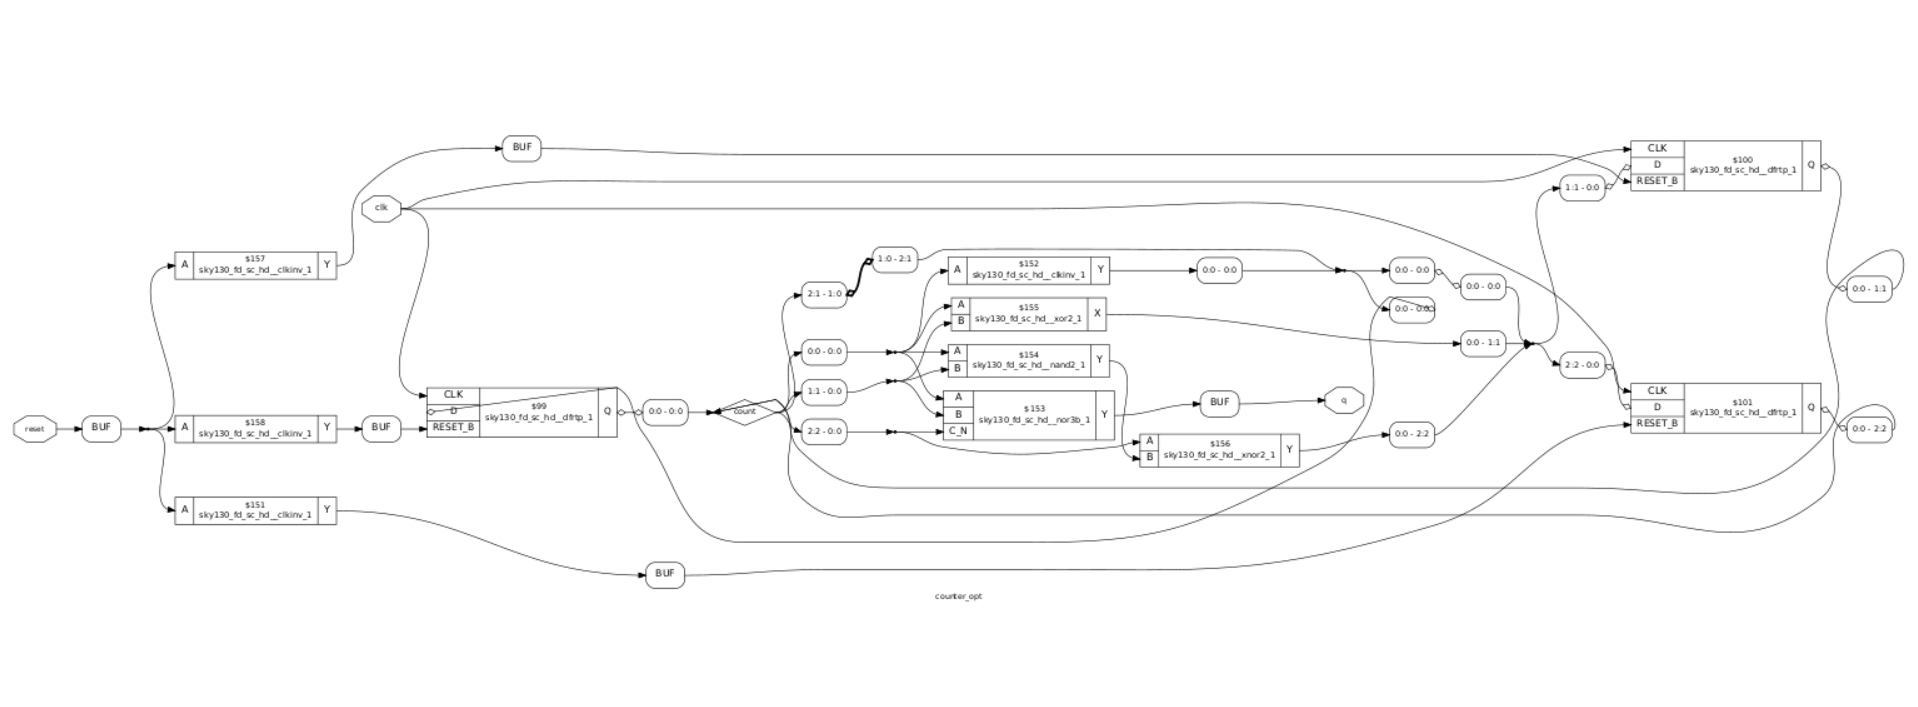 BUF
clk
$100
CLK
D
RESET_B
sky130_fd_sc_hd__dfrtp_1
Q
1:1 - 0:0
$157
A
sky130_fd_sc_hd__clkinv_1
Y
1:0 - 2:1
2:1 - 1:0
$152
A
sky130_fd_sc_hd__clkinv_1
Y
0:0 - 0:0
0:0 - 0:0
0:0 - 0:0
0:0 - 1:1
$155
A
B
sky130_fd_sc_hd__xor2_1
X
0:0 - 0:0
0:0 - 1:1
0:0 - 0:0
$154
A
B
sky130_fd_sc_hd__nand2_1
Y
2:2 - 0:0
1:1 - 0:0
$99
CLK
D
RESET_B
sky130_fd_sc_hd__dfrtp_1
Q
0:0 - 0:0
count
$153
A
B
C_N
sky130_fd_sc_hd__nor3b_1
Y
BUF
q
$101
CLK
D
RESET_B
sky130_fd_sc_hd__dfrtp_1
Q
0:0 - 2:2
reset
BUF
$158
A
sky130_fd_sc_hd__clkinv_1
Y
BUF
2:2 - 0:0
$156
A
B
sky130_fd_sc_hd__xnor2_1
Y
0:0 - 2:2
$151
A
sky130_fd_sc_hd__clkinv_1
Y
BUF
counter_opt